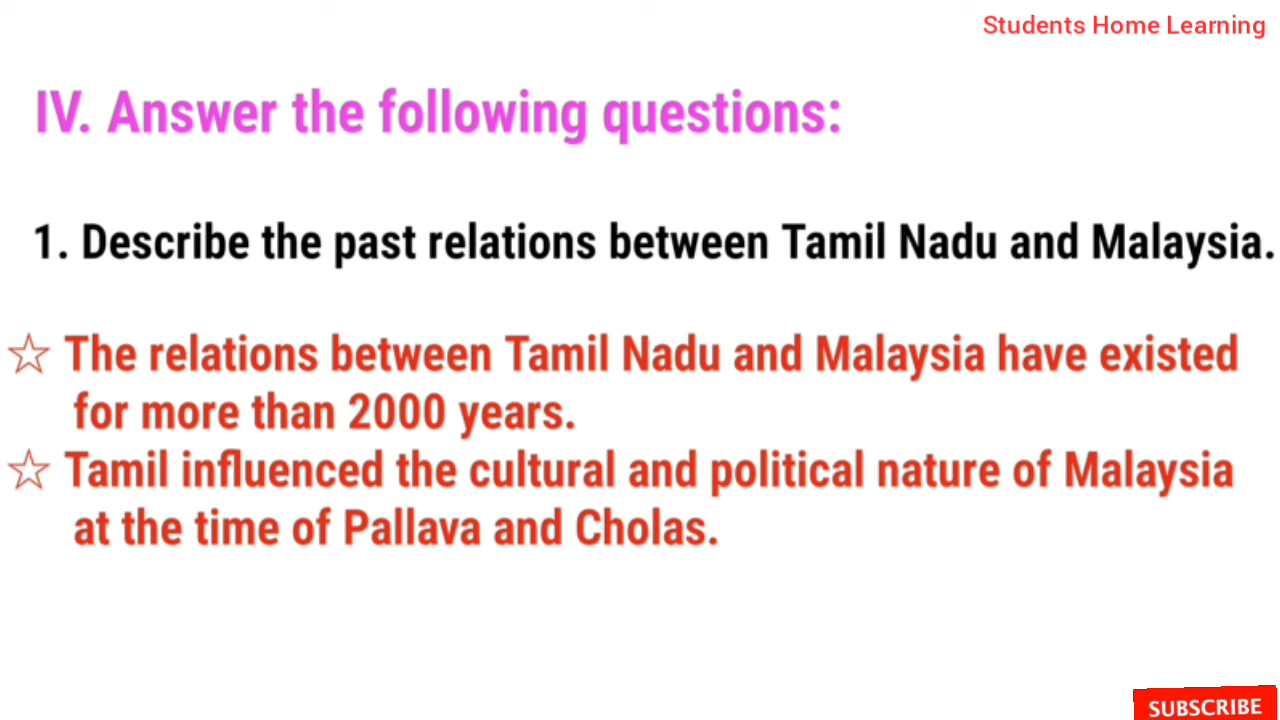 Students Home Learning
IV. Answer the following questions:
1. Describe the past relations between Tamil Nadu and Malaysia.
☆ The relations between Tamil Nadu and Malaysia have existed
for more than 2000 years.
☆ Tamil influenced the cultural and political nature of Malaysia
at the time of Pallava and Cholas.
SUBSCRIBE